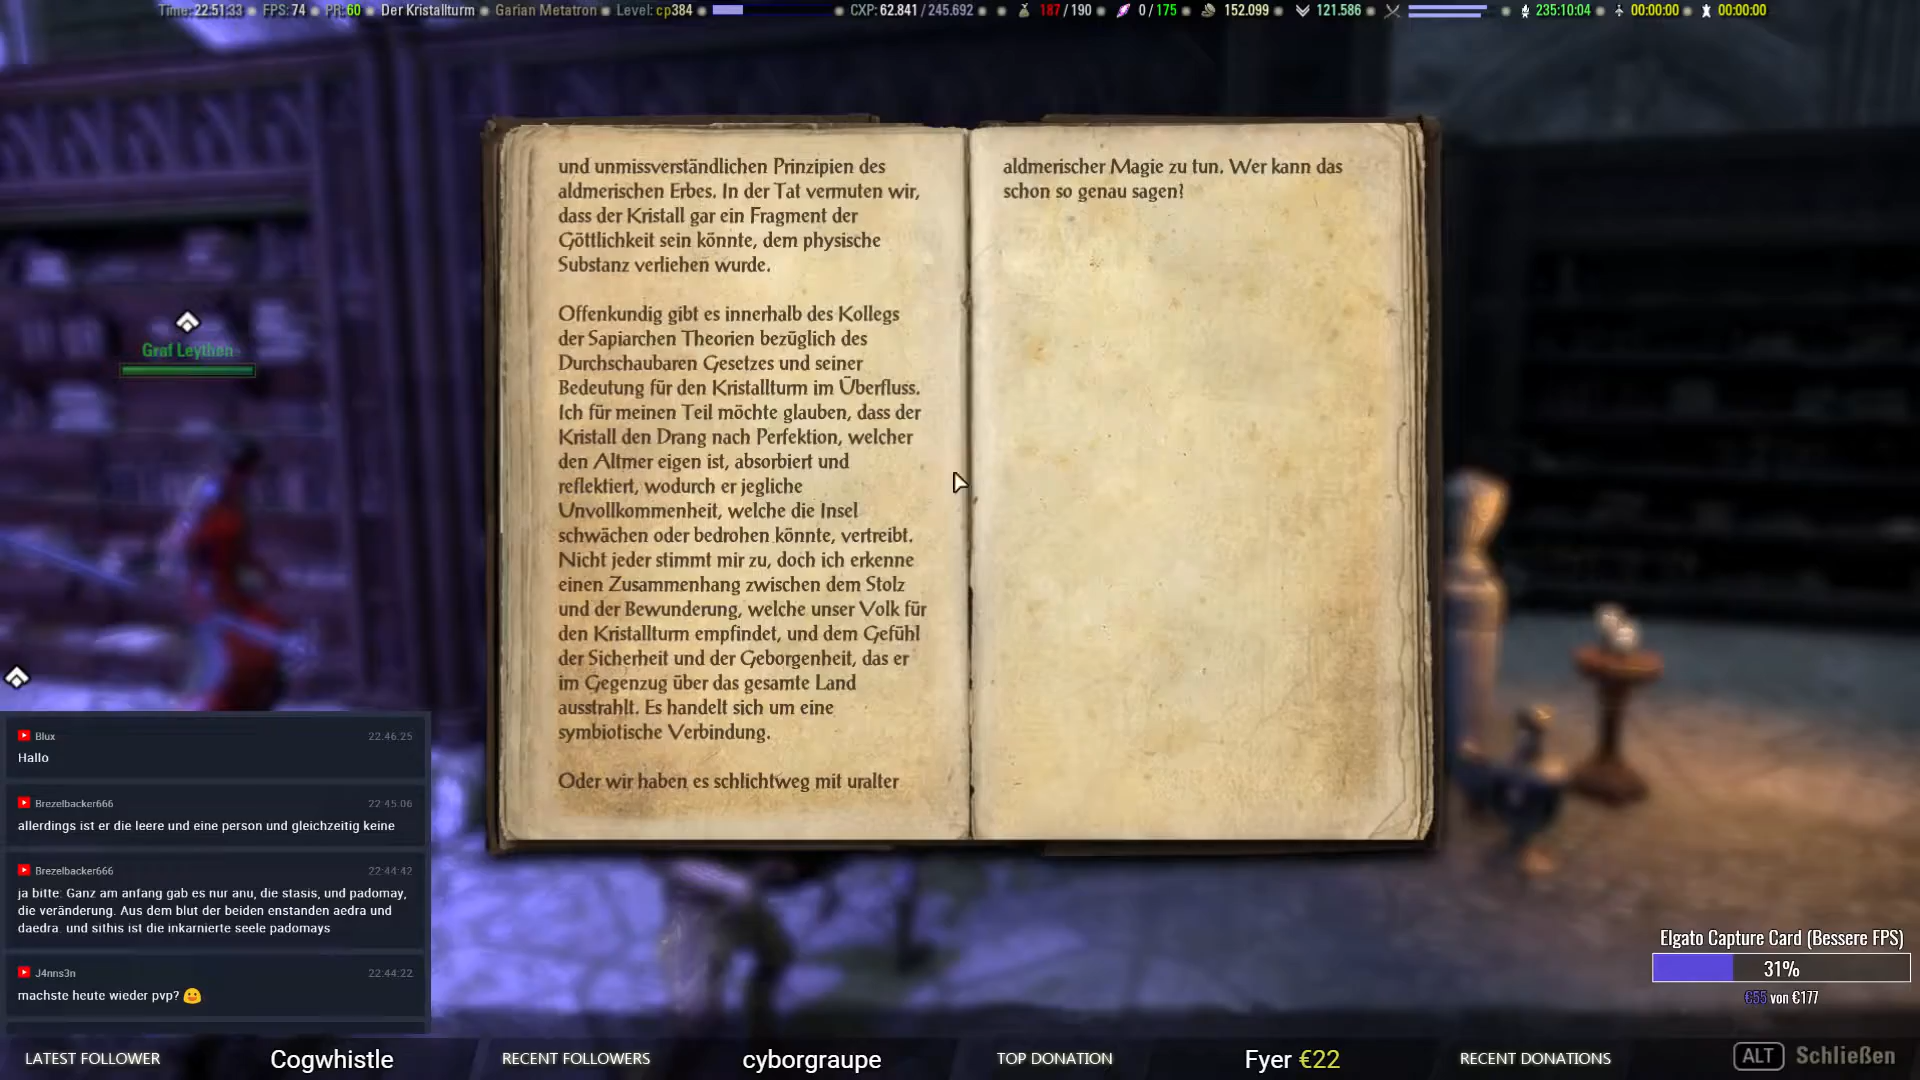 Time: 22:51:33 FPS: 74 PR: 60 Der Kristallturm Garian Metatron Level: cp384 CXP: 62.841 / 245.692 187 / 190 0 / 175 152.099 121.586 235:10:04 00:00:00 00:00:00
und unmissverständlichen Prinzipien des
aldmerischen Erbes. In der Tat vermuten wir,
dass der Kristall gar ein Fragment der
Göttlichkeit sein könnte, dem physische
Substanz verliehen wurde.
Offenkundig gibt es innerhalb des Kollegs
der Sapiarchen Theorien bezüglich des
Durchschaubaren Gesetzes und seiner
Bedeutung für den Kristallturm im Überfluss.
Ich für meinen Teil möchte glauben, dass der
Kristall den Drang nach Perfektion, welcher
den Altmer eigen ist, absorbiert und
reflektiert, wodurch er jegliche
Unvollkommenheit, welche die Insel
schwächen oder bedrohen könnte, vertreibt.
Nicht jeder stimmt mir zu, doch ich erkenne
einen Zusammenhang zwischen dem Stolz
und der Bewunderung, welche unser Volk für
den Kristallturm empfindet, und dem Gefühl
der Sicherheit und der Geborgenheit, das er
im Gegenzug über das gesamte Land
ausstrahlt. Es handelt sich um eine
symbiotische Verbindung.
Oder wir haben es schlichtweg mit uralter
aldmerischer Magie zu tun. Wer kann das
schon so genau sagen?
Graf Leythen
Blux 22.46.25
Hallo
Brezelbacker666 22:45:06
allerdings ist er die leere und eine person und gleichzeitig keine
Brezelbacker666 22:44:42
ja bitte: Ganz am anfang gab es nur anu, die stasis, und padomay,
die veränderung. Aus dem blut der beiden enstanden aedra und
daedra. und sithis ist die inkarnierte seele padomays
J4nns3n 22:44:22
machste heute wieder pvp?
Elgato Capture Card (Bessere FPS)
31%
€55 von €177
LATEST FOLLOWER Cogwhistle RECENT FOLLOWERS cyborgraupe TOP DONATION Fyer €22 RECENT DONATIONS
ALT Schließen